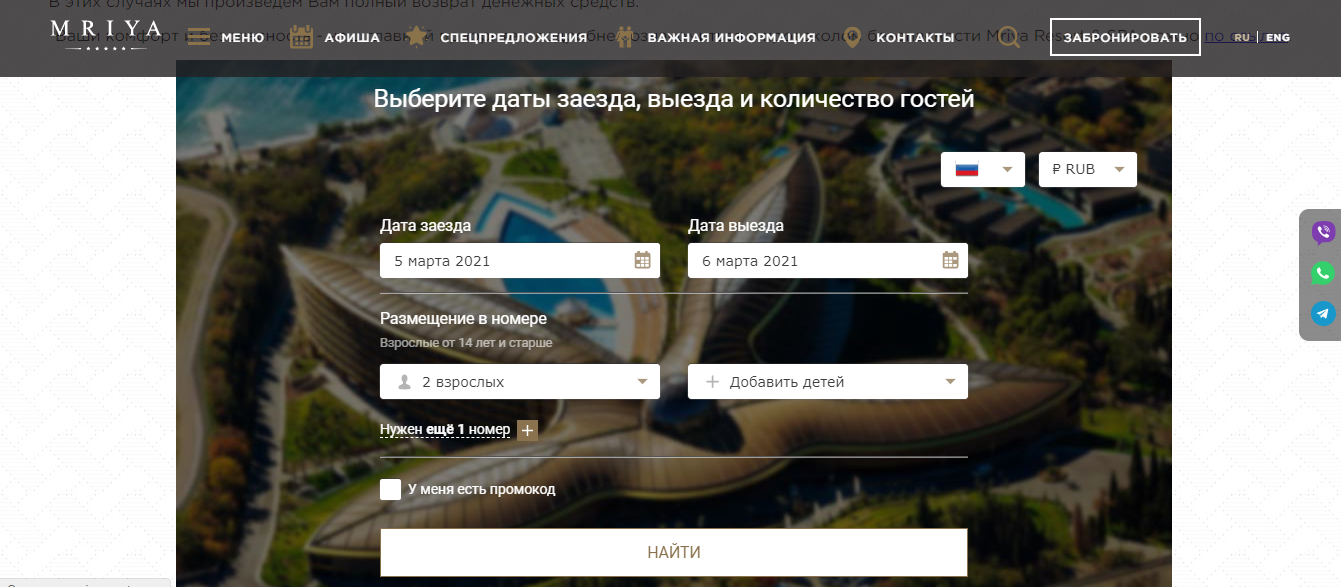 В этих случаях мы произведем Вам полный возврат денежных средств.
MRIYA
МЕНЮ
АФИША
СПЕЦПРЕДЛОЖЕНИЯ
ВАЖНАЯ ИНФОРМАЦИЯ
КОНТАКТЫ
ЗАБРОНИРОВАТЬ
RU | ENG
Ваши комфорт и
Выберите даты заезда, выезда и количество гостей
₽ RUB
Дата заезда
Дата выезда
5 марта 2021
6 марта 2021
Размещение в номере
Взрослые от 14 лет и старше
2 взрослых
+ Добавить детей
Нужен ещё 1 номер +
У меня есть промокод
НАЙТИ